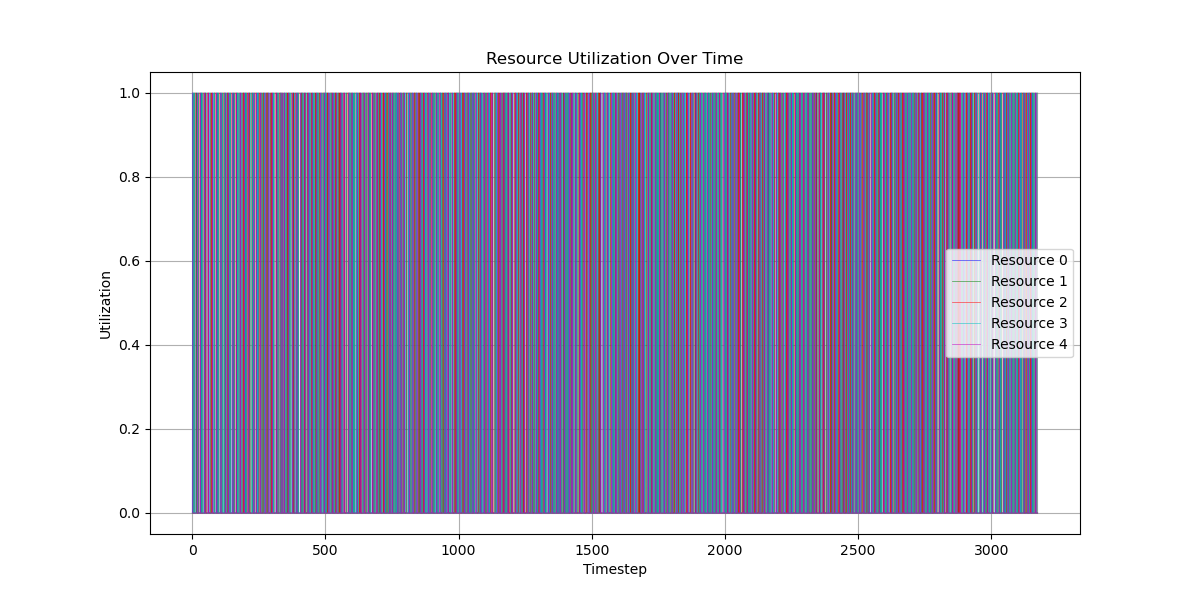 Resource Utilization Over Time
Utilization
1.0
0.8
0.6
0.4
0.2
0.0
Resource 0
Resource 1
Resource 2
Resource 3
Resource 4
0 500 1000 1500 2000 2500 3000
Timestep